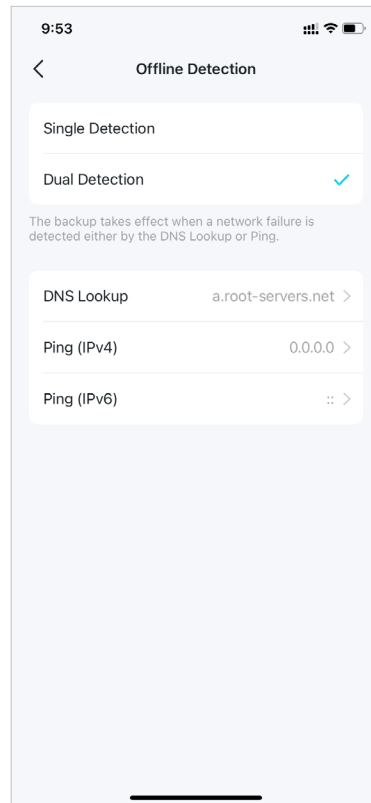 9:53
Offline Detection
Single Detection
Dual Detection
The backup takes effect when a network failure is
detected either by the DNS Lookup or Ping.
DNS Lookup a.root-servers.net
Ping (IPv4) 0.0.0.0
Ping (IPv6) ::